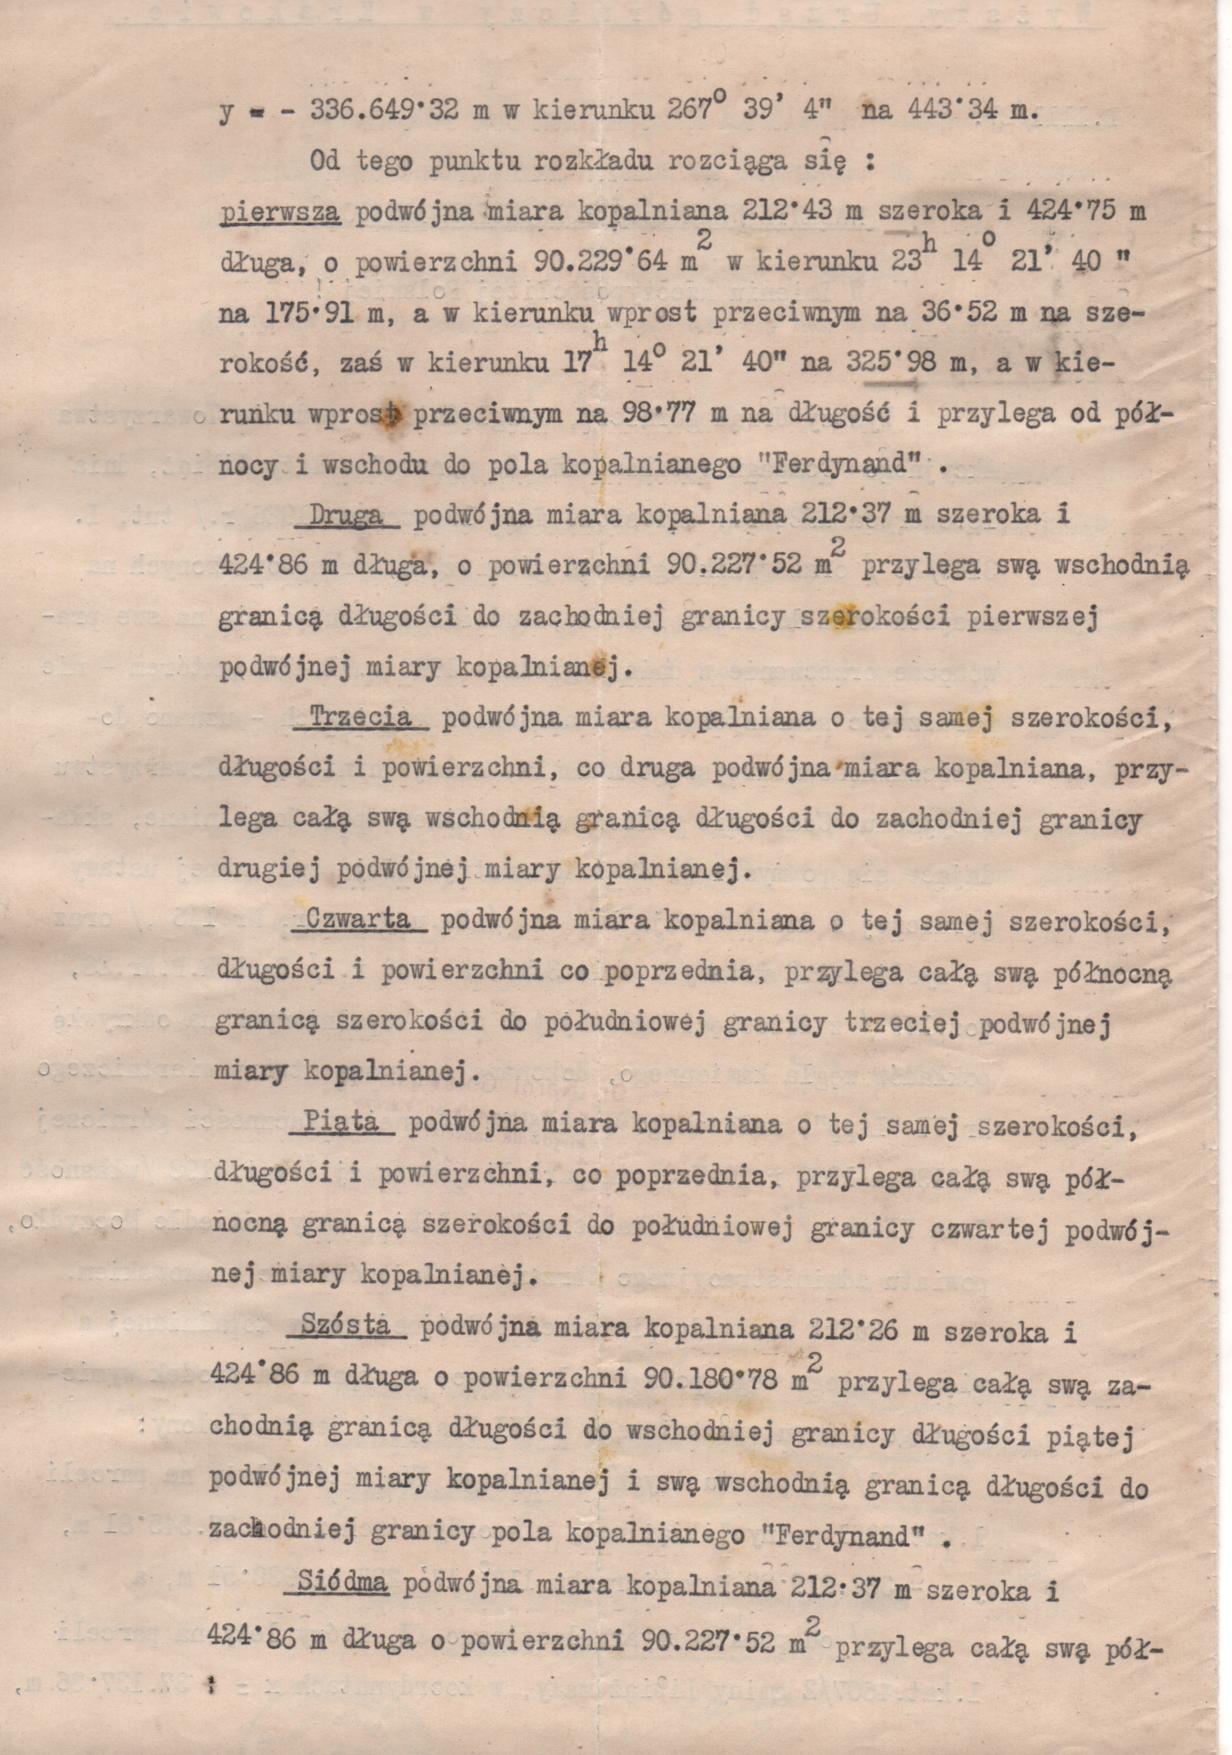 y = - 336.649·32 m w kierunku 267° 39' 4" na 443·34 m.
Od tego punktu rozkładu rozciąga się :
pierwsza podwójna miara kopalniana 212·43 m szeroka i 424·75 m
długa, o powierzchni 90.229·64 m² w kierunku 23ʰ 14° 21' 40 "
na 175·91 m, a w kierunku wprost przeciwnym na 36·52 m na sze-
rokość, zaś w kierunku 17ʰ 14° 21' 40" na 325·98 m, a w kie-
runku wprost przeciwnym na 98·77 m na długość i przylega od pół-
nocy i wschodu do pola kopalnianego "Ferdynand" .
Druga podwójna miara kopalniana 212·37 m szeroka i
424·86 m długa, o powierzchni 90.227·52 m² przylega swą wschodnią
granicą długości do zachodniej granicy szerokości pierwszej
podwójnej miary kopalnianej.
Trzecia podwójna miara kopalniana o tej samej szerokości,
długości i powierzchni, co druga podwójna miara kopalniana, przy-
lega całą swą wschodnią granicą długości do zachodniej granicy
drugiej podwójnej miary kopalnianej.
Czwarta podwójna miara kopalniana o tej samej szerokości,
długości i powierzchni co poprzednia, przylega całą swą północną
granicą szerokości do południowej granicy trzeciej podwójnej
miary kopalnianej.
Piąta podwójna miara kopalniana o tej samej szerokości,
długości i powierzchni, co poprzednia, przylega całą swą pół-
nocną granicą szerokości do południowej granicy czwartej podwój-
nej miary kopalnianej.
Szósta podwójna miara kopalniana 212·26 m szeroka i
424·86 m długa o powierzchni 90.180·78 m² przylega całą swą za-
chodnią granicą długości do wschodniej granicy długości piątej
podwójnej miary kopalnianej i swą wschodnią granicą długości do
zachodniej granicy pola kopalnianego "Ferdynand" .
Siódma podwójna miara kopalniana 212·37 m szeroka i
424·86 m długa o powierzchni 90.227·52 m² przylega całą swą pół-